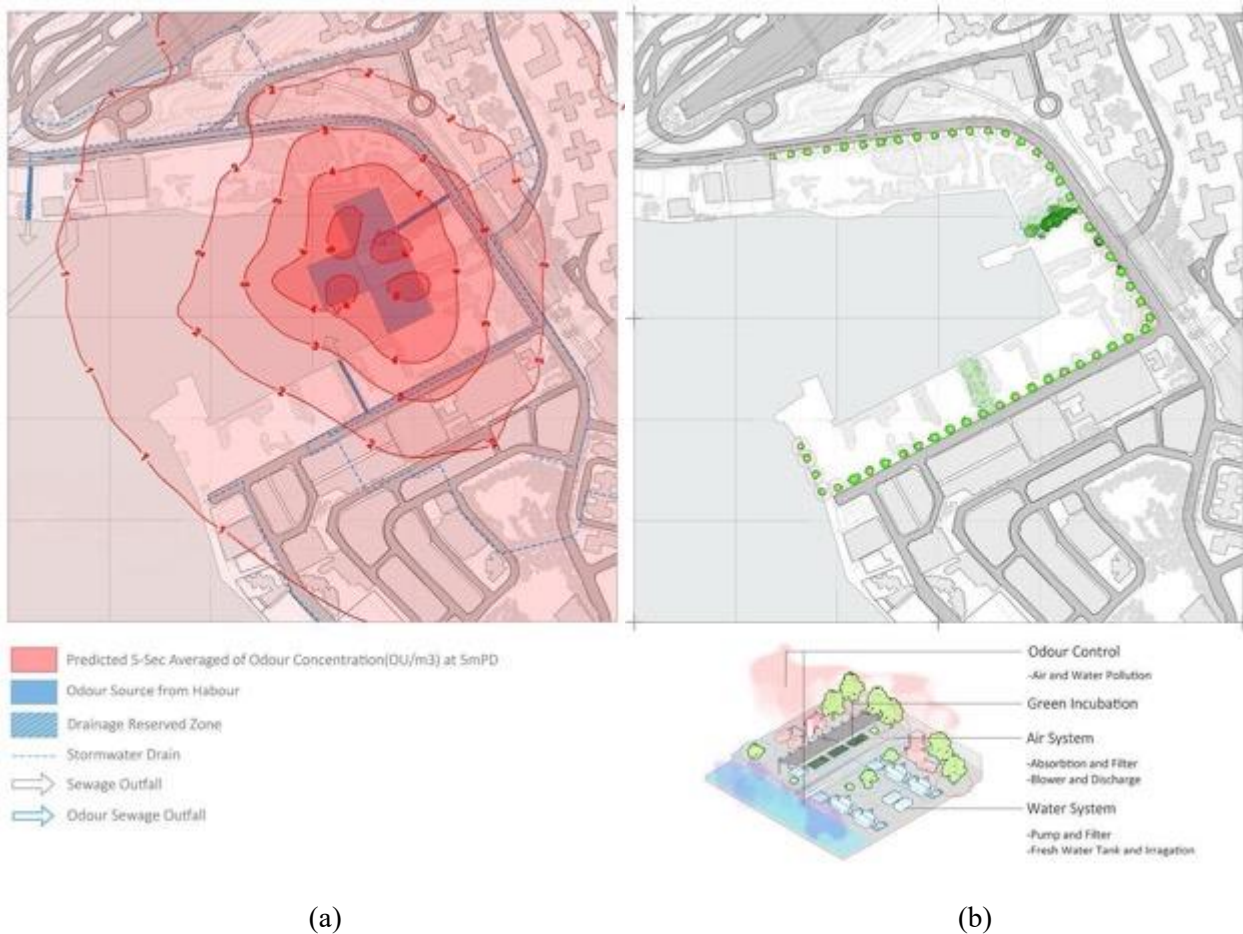 Predicted 5-Sec Averaged of Odour Concentration(OU/m3) at 5mPD
Odour Source from Habour
Drainage Reserved Zone
Stormwater Drain
Sewage Outfall
Odour Sewage Outfall
Odour Control
-Air and Water Pollution
Green Incubation
Air System
-Absorbtion and Filter
-Blower and Discharge
Water System
-Pump and Filter
-Fresh Water Tank and Irragation
(a)
(b)